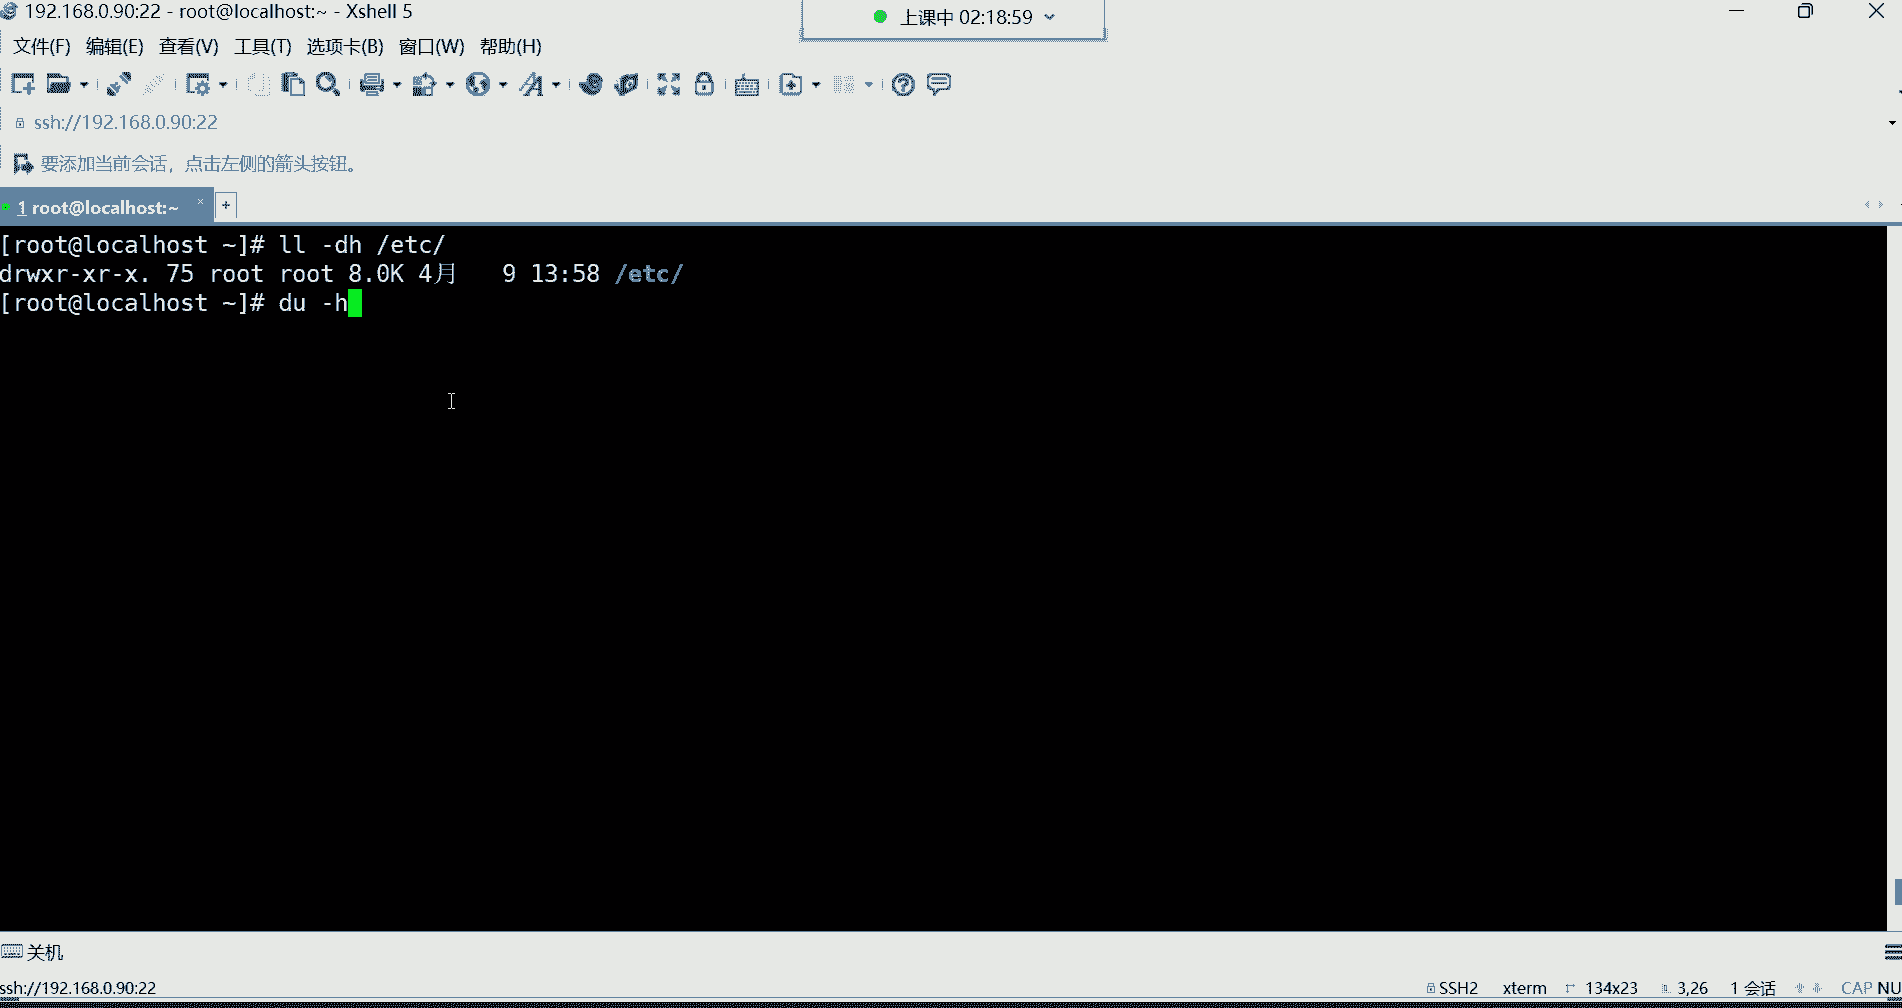 192.168.0.90:22 - root@localhost:~ - Xshell 5
上课中 02:18:59
文件(F) 编辑(E) 查看(V) 工具(T) 选项卡(B) 窗口(W) 帮助(H)
ssh://192.168.0.90:22
要添加当前会话，点击左侧的箭头按钮。
1 root@localhost:~
[root@localhost ~]# ll -dh /etc/
drwxr-xr-x. 75 root root 8.0K 4月   9 13:58 /etc/
[root@localhost ~]# du -h
关机
ssh://192.168.0.90:22 SSH2 xterm 134x23 3,26 1 会话 CAP NU